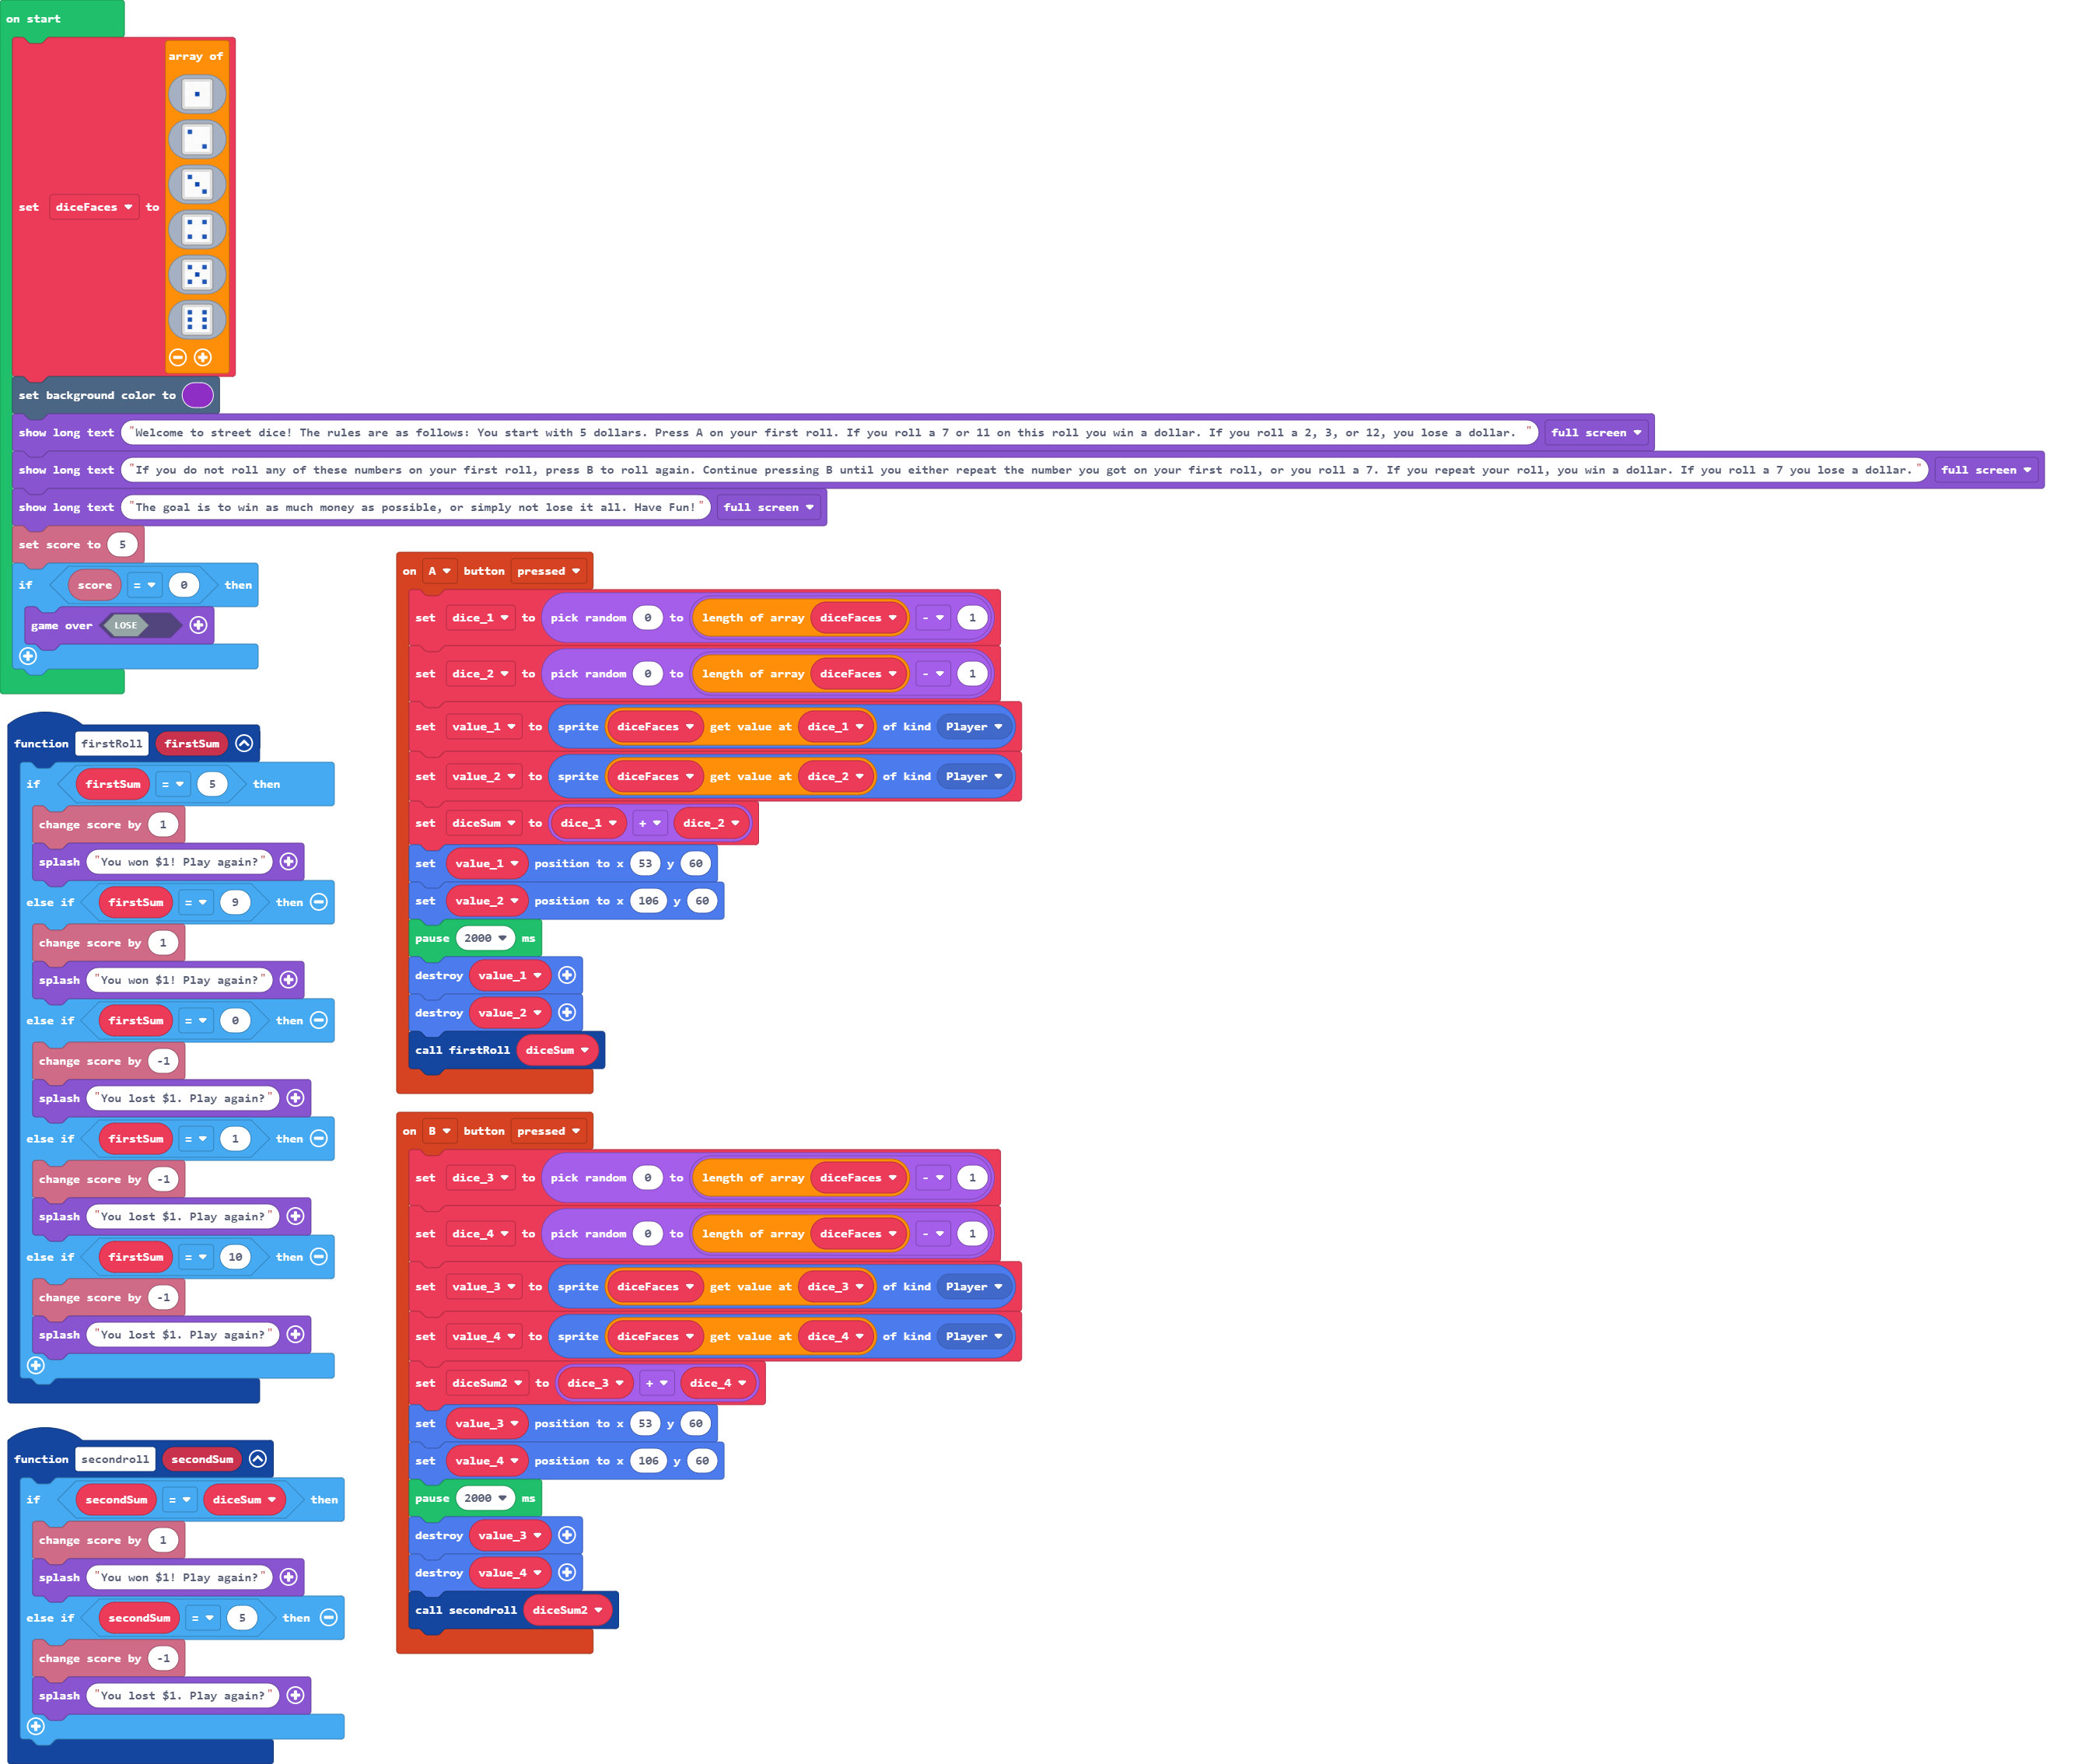 on start
array of
set diceFaces to
set background color to
show long text "Welcome to street dice! The rules are as follows: You start with 5 dollars. Press A on your first roll. If you roll a 7 or 11 on this roll you win a dollar. If you roll a 2, 3, or 12, you lose a dollar. " full screen
show long text "If you do not roll any of these numbers on your first roll, press B to roll again. Continue pressing B until you either repeat the number you got on your first roll, or you roll a 7. If you repeat your roll, you win a dollar. If you roll a 7 you lose a dollar." full screen
show long text "The goal is to win as much money as possible, or simply not lose it all. Have Fun!" full screen
set score to 5
if score = 0 then
game over LOSE
function firstRoll firstSum
if firstSum = 5 then
change score by 1
splash "You won $1! Play again?"
else if firstSum = 9 then
change score by 1
splash "You won $1! Play again?"
else if firstSum = 0 then
change score by -1
splash "You lost $1. Play again?"
else if firstSum = 1 then
change score by -1
splash "You lost $1. Play again?"
else if firstSum = 10 then
change score by -1
splash "You lost $1. Play again?"
function secondroll secondSum
if secondSum = diceSum then
change score by 1
splash "You won $1! Play again?"
else if secondSum = 5 then
change score by -1
splash "You lost $1. Play again?"
on A button pressed
set dice_1 to pick random 0 to length of array diceFaces - 1
set dice_2 to pick random 0 to length of array diceFaces - 1
set value_1 to sprite diceFaces get value at dice_1 of kind Player
set value_2 to sprite diceFaces get value at dice_2 of kind Player
set diceSum to dice_1 + dice_2
set value_1 position to x 53 y 60
set value_2 position to x 106 y 60
pause 2000 ms
destroy value_1
destroy value_2
call firstRoll diceSum
on B button pressed
set dice_3 to pick random 0 to length of array diceFaces - 1
set dice_4 to pick random 0 to length of array diceFaces - 1
set value_3 to sprite diceFaces get value at dice_3 of kind Player
set value_4 to sprite diceFaces get value at dice_4 of kind Player
set diceSum2 to dice_3 + dice_4
set value_3 position to x 53 y 60
set value_4 position to x 106 y 60
pause 2000 ms
destroy value_3
destroy value_4
call secondroll diceSum2